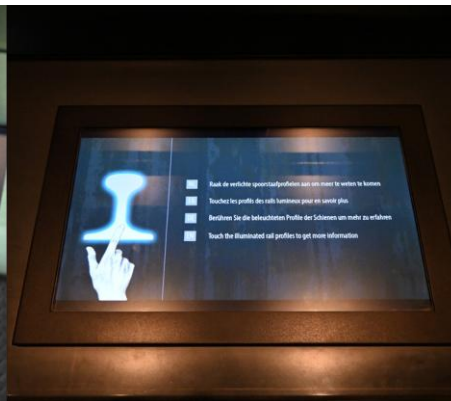 Raak de verlichte spoorstaafprofielen aan om meer te weten te komen
Touchez les profils des rails lumineux pour en savoir plus
Berühren Sie die beleuchteten Profile der Schienen um mehr zu erfahren
Touch the illuminated rail profiles to get more information